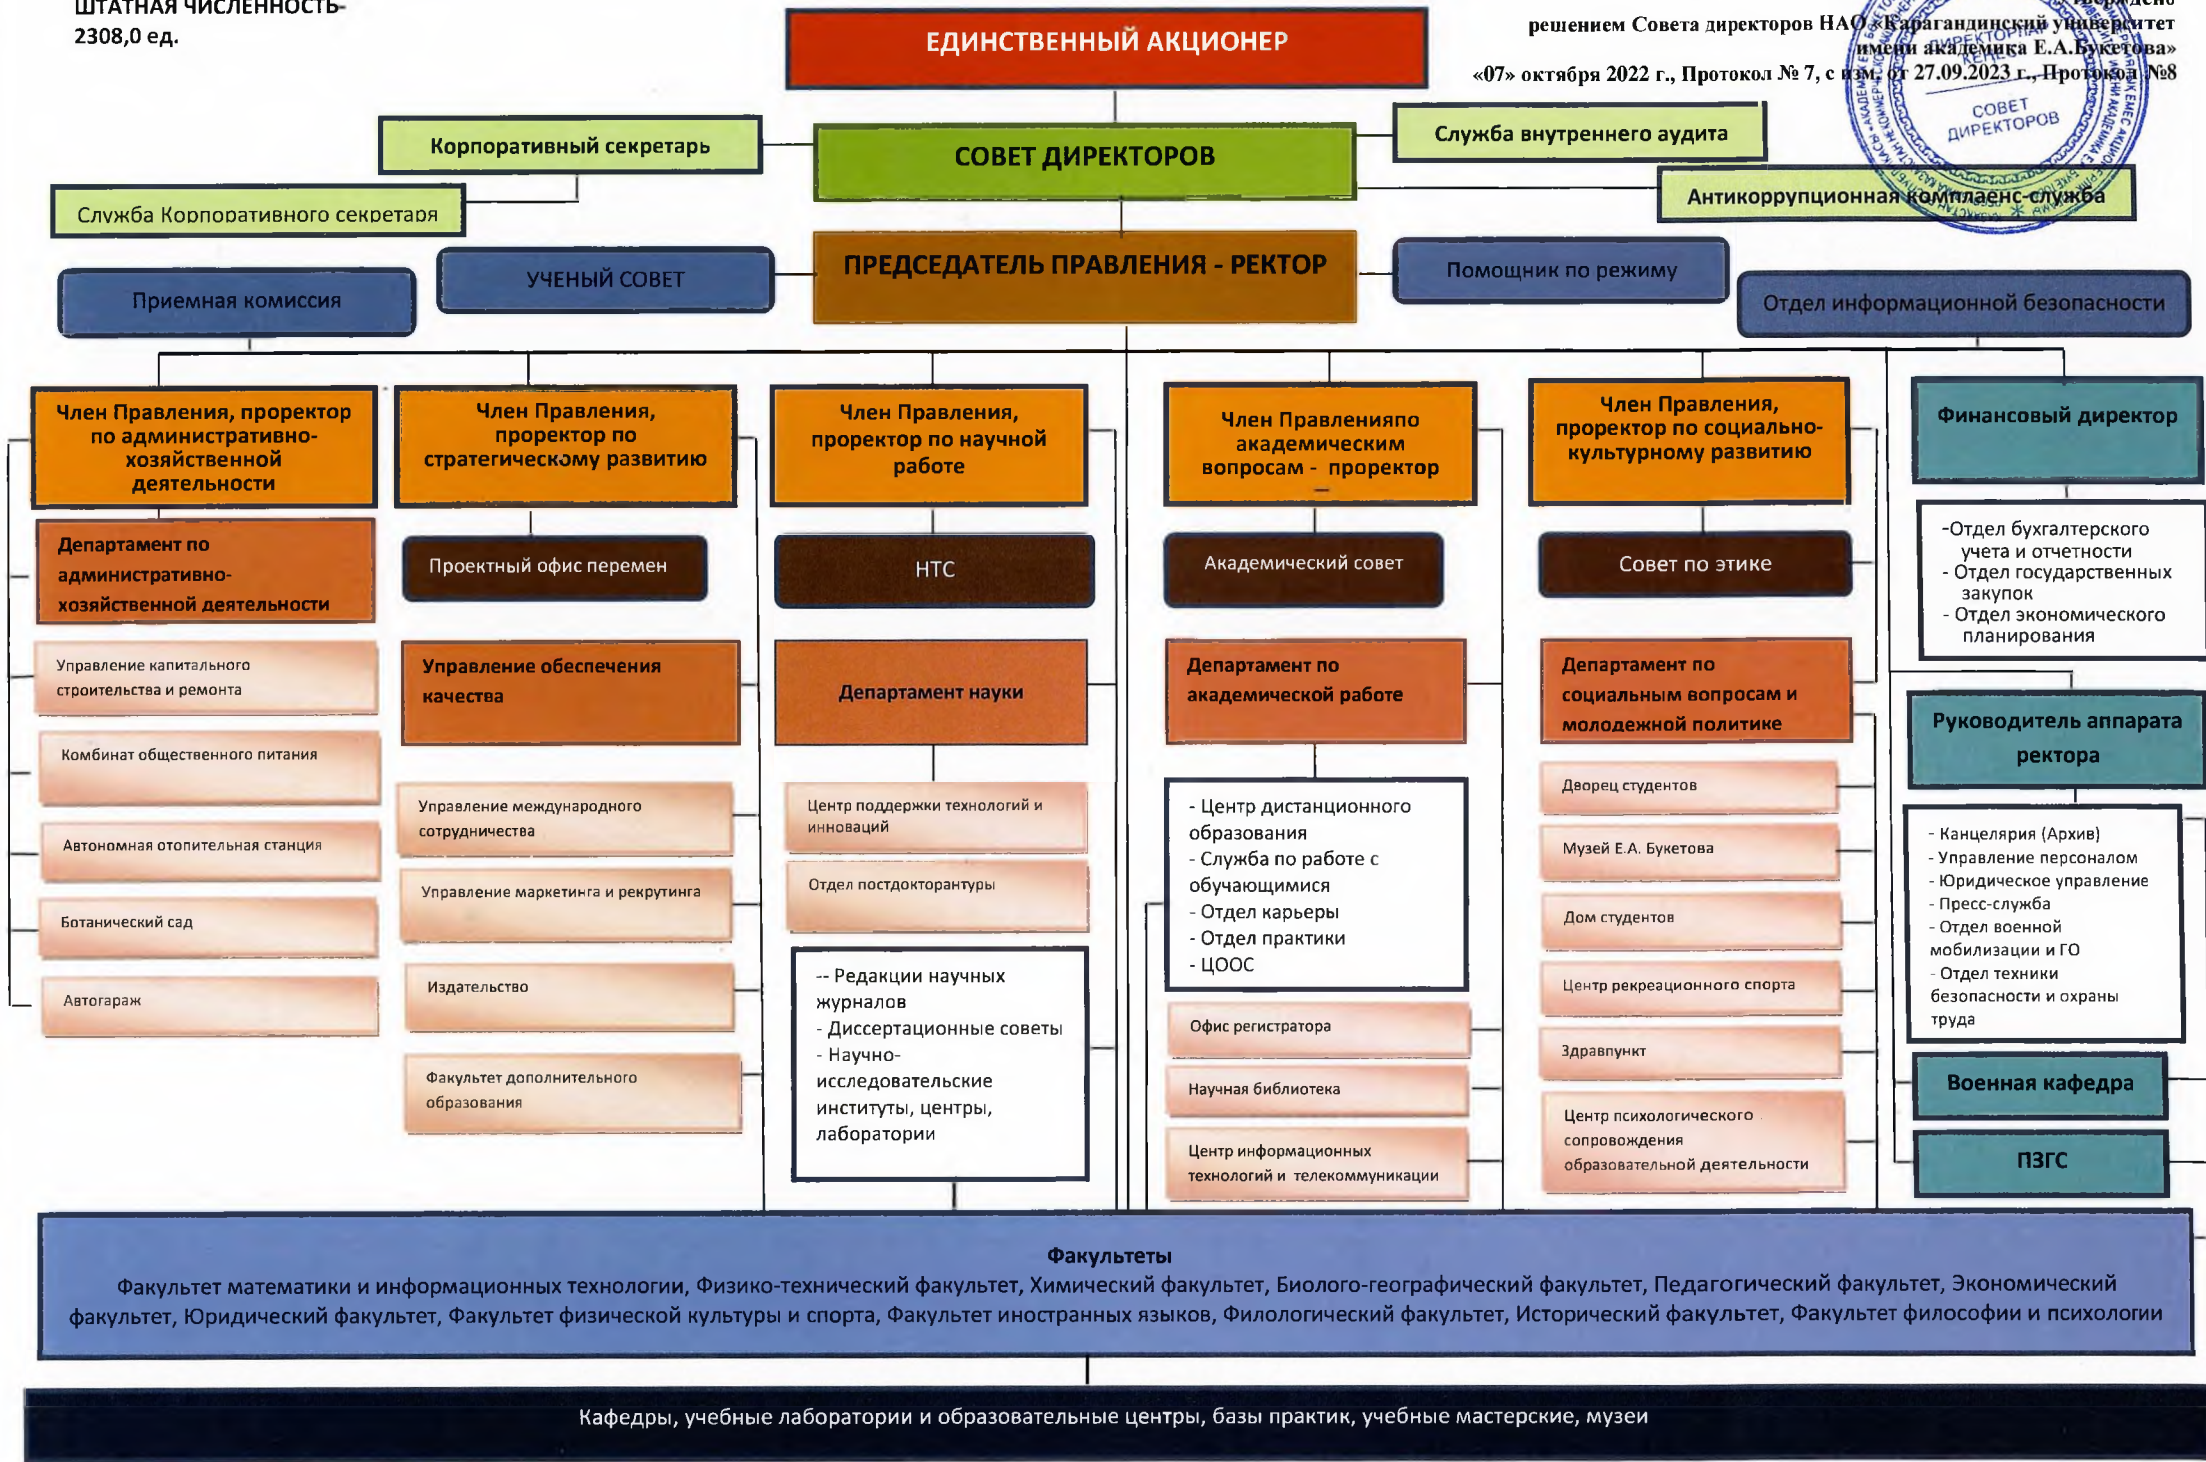 ШТАТНАЯ ЧИСЛЕННОСТЬ-
2308,0 ед.
решением Совета директоров НАО «Карагандинский университет
имени академика Е.А.Букетова»
«07» октября 2022 г., Протокол № 7, с изм. от 27.09.2023 г., Протокол №8
СОВЕТ
ДИРЕКТОРОВ
ЕДИНСТВЕННЫЙ АКЦИОНЕР
Корпоративный секретарь
СОВЕТ ДИРЕКТОРОВ
Служба внутреннего аудита
Служба Корпоративного секретаря
Антикоррупционная комплаенс-служба
Приемная комиссия
УЧЕНЫЙ СОВЕТ
ПРЕДСЕДАТЕЛЬ ПРАВЛЕНИЯ - РЕКТОР
Помощник по режиму
Отдел информационной безопасности
Член Правления, проректор
по административно-
хозяйственной
деятельности
Департамент по
административно-
хозяйственной деятельности
Управление капитального
строительства и ремонта
Комбинат общественного питания
Автономная отопительная станция
Ботанический сад
Автогараж
Член Правления,
проректор по
стратегическому развитию
Проектный офис перемен
Управление обеспечения
качества
Управление международного
сотрудничества
Управление маркетинга и рекрутинга
Издательство
Факультет дополнительного
образования
Член Правления,
проректор по научной
работе
НТС
Департамент науки
Центр поддержки технологий и
инноваций
Отдел постдокторантуры
-- Редакции научных
журналов
- Диссертационные советы
- Научно-
исследовательские
институты, центры,
лаборатории
Член Правленияпо
академическим
вопросам - проректор
Академический совет
Департамент по
академической работе
- Центр дистанционного
образования
- Служба по работе с
обучающимися
- Отдел карьеры
- Отдел практики
- ЦООС
Офис регистратора
Научная библиотека
Центр информационных
технологий и телекоммуникации
Член Правления,
проректор по социально-
культурному развитию
Совет по этике
Департамент по
социальным вопросам и
молодежной политике
Дворец студентов
Музей Е.А. Букетова
Дом студентов
Центр рекреационного спорта
Здравпункт
Центр психологического
сопровождения
образовательной деятельности
Финансовый директор
-Отдел бухгалтерского
учета и отчетности
- Отдел государственных
закупок
- Отдел экономического
планирования
Руководитель аппарата
ректора
- Канцелярия (Архив)
- Управление персоналом
- Юридическое управление
- Пресс-служба
- Отдел военной
мобилизации и ГО
- Отдел техники
безопасности и охраны
труда
Военная кафедра
ПЗГС
Факультеты
Факультет математики и информационных технологии, Физико-технический факультет, Химический факультет, Биолого-географический факультет, Педагогический факультет, Экономический
факультет, Юридический факультет, Факультет физической культуры и спорта, Факультет иностранных языков, Филологический факультет, Исторический факультет, Факультет философии и психологии
Кафедры, учебные лаборатории и образовательные центры, базы практик, учебные мастерские, музеи